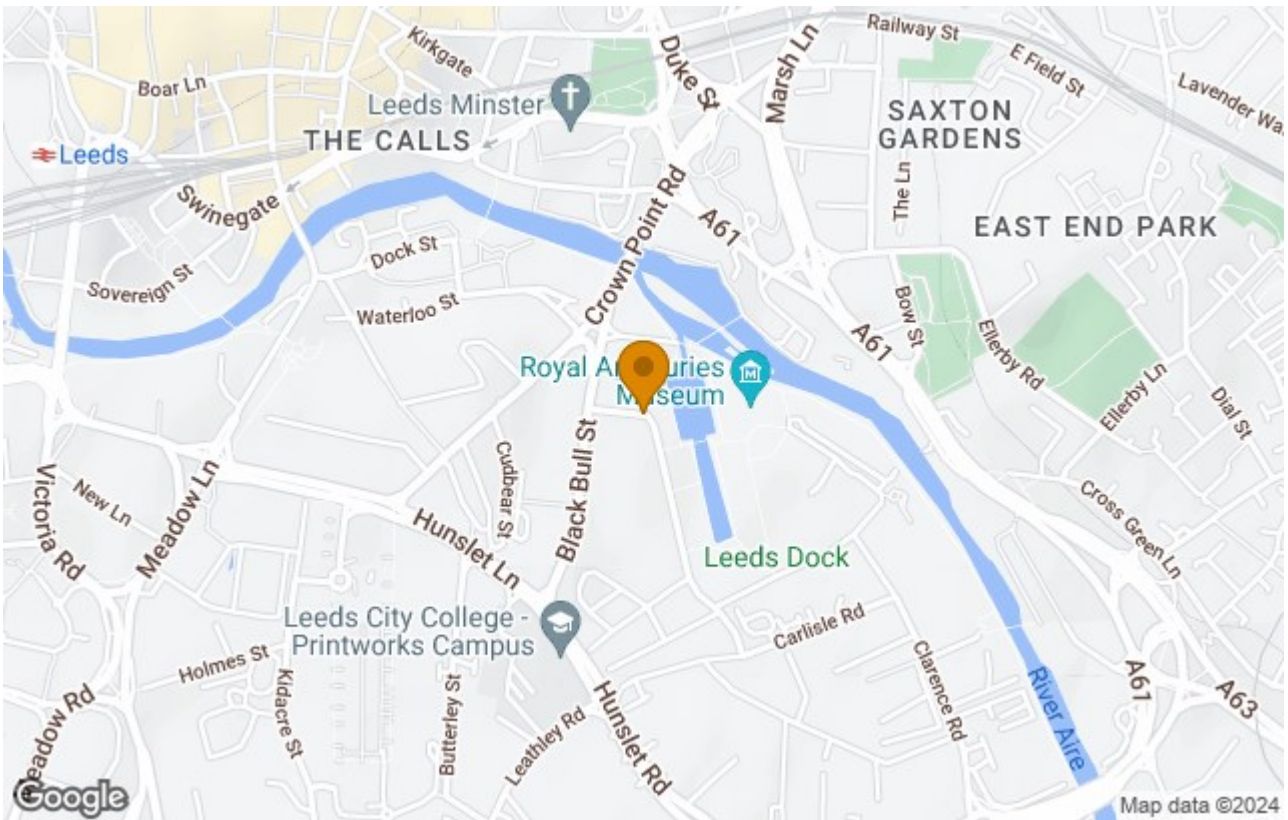 Kirkgate
Duke St
Marsh Ln
Railway St
E Field St
Lavender Wa
Boar Ln
Leeds Minster
SAXTON
GARDENS
THE CALLS
Leeds
Swinegate
The Ln
Crown Point Rd
A61
EAST END PARK
Dock St
Sovereign St
Waterloo St
Bow St
A61
Ellerby Rd
Royal Armouries
Museum
Ellerby Ln
Dial St
Black Bull St
Cudbear St
Victoria Rd
New Ln
Meadow Ln
Hunslet Ln
Cross Green Ln
Leeds Dock
Leeds City College -
Printworks Campus
Carlisle Rd
Holmes St
Kidacre St
Butterley St
Clarence Rd
River Aire
A61
A63
Meadow Rd
Leathley Rd
Hunslet Rd
Google
Map data ©2024